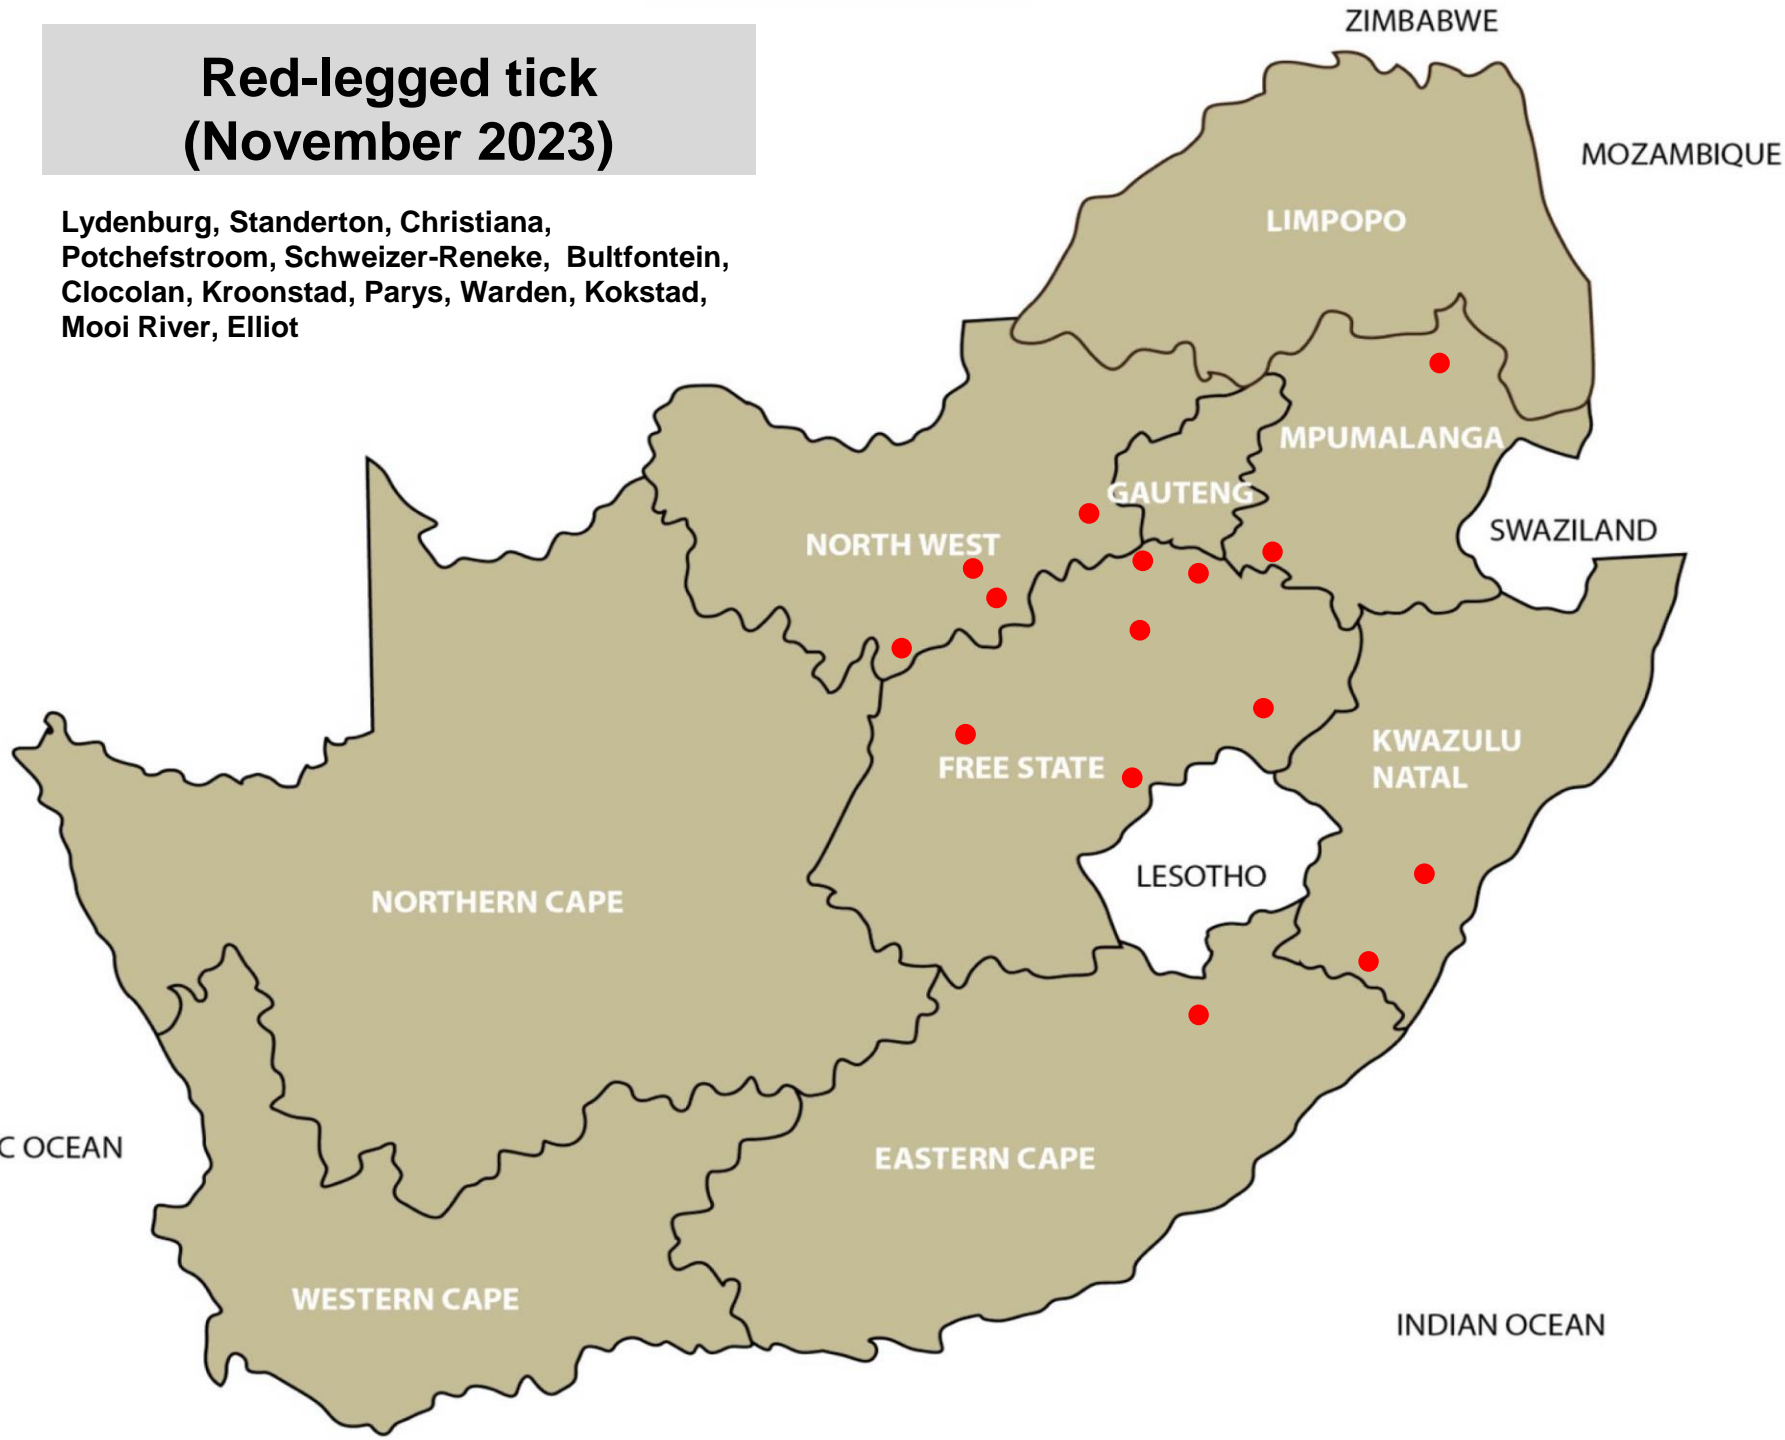 Red-legged tick
(November 2023)
Lydenburg, Standerton, Christiana,
Potchefstroom, Schweizer-Reneke, Bultfontein,
Clocolan, Kroonstad, Parys, Warden, Kokstad,
Mooi River, Elliot
ZIMBABWE
MOZAMBIQUE
LIMPOPO
MPUMALANGA
GAUTENG
SWAZILAND
NORTH WEST
KWAZULU
NATAL
FREE STATE
LESOTHO
NORTHERN CAPE
C OCEAN
EASTERN CAPE
WESTERN CAPE
INDIAN OCEAN